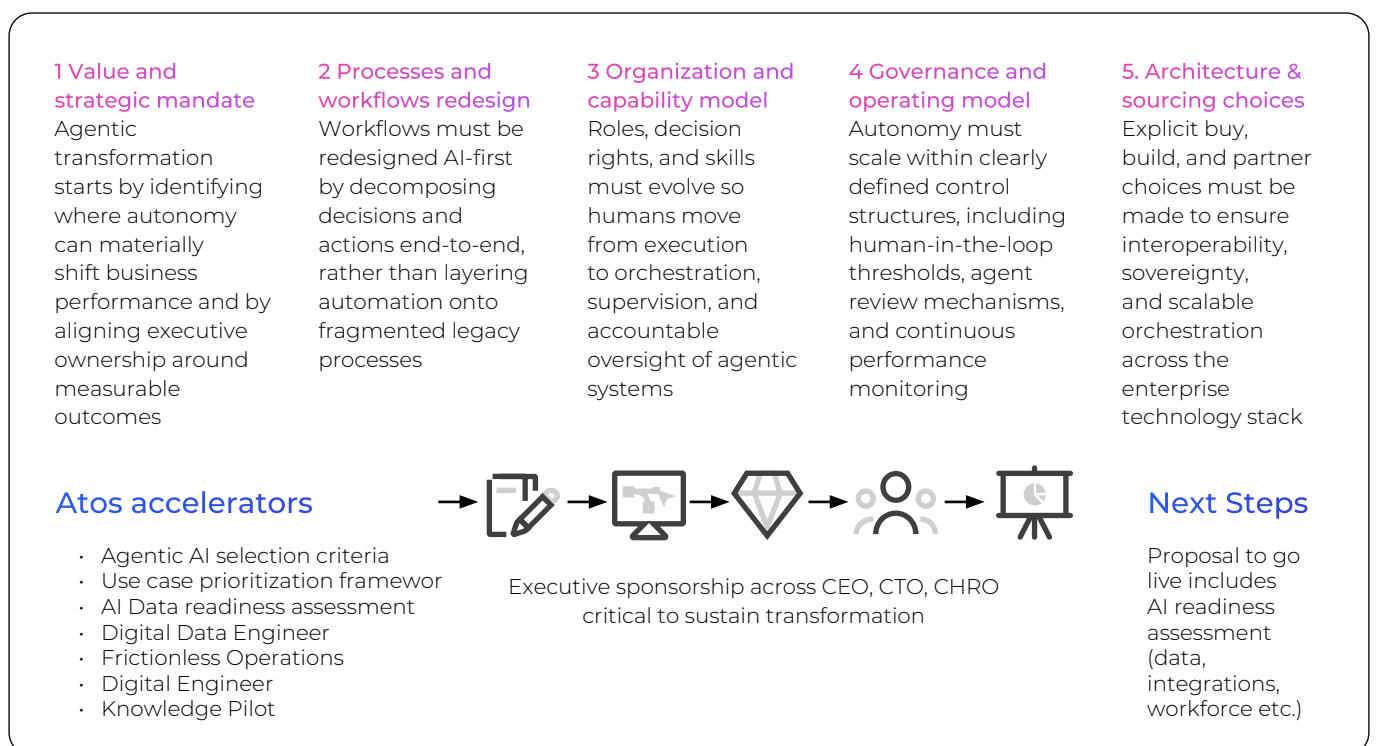 1 Value and
strategic mandate
Agentic
transformation
starts by identifying
where autonomy
can materially
shift business
performance and by
aligning executive
ownership around
measurable
outcomes
2 Processes and
workflows redesign
Workflows must be
redesigned AI-first
by decomposing
decisions and
actions end-to-end,
rather than layering
automation onto
fragmented legacy
processes
3 Organization and
capability model
Roles, decision
rights, and skills
must evolve so
humans move
from execution
to orchestration,
supervision, and
accountable
oversight of agentic
systems
4 Governance and
operating model
Autonomy must
scale within clearly
defined control
structures, including
human-in-the-loop
thresholds, agent
review mechanisms,
and continuous
performance
monitoring
5. Architecture &
sourcing choices
Explicit buy,
build, and partner
choices must be
made to ensure
interoperability,
sovereignty,
and scalable
orchestration
across the
enterprise
technology stack
Atos accelerators
· Agentic AI selection criteria
· Use case prioritization framewor
· AI Data readiness assessment
· Digital Data Engineer
· Frictionless Operations
· Digital Engineer
· Knowledge Pilot
Executive sponsorship across CEO, CTO, CHRO
critical to sustain transformation
Next Steps
Proposal to go
live includes
AI readiness
assessment
(data,
integrations,
workforce etc.)